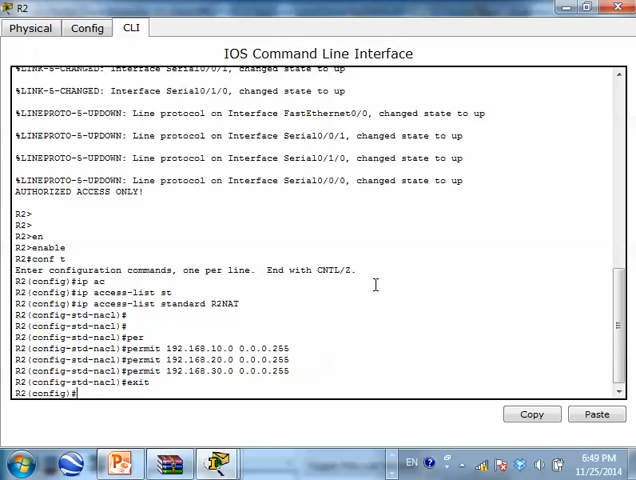 R2
Physical
Config
CLI
IOS Command Line Interface
%LINK-5-CHANGED: Interface Serial0/0/1, changed state to up
%LINK-5-CHANGED: Interface Serial0/1/0, changed state to up
%LINEPROTO-5-UPDOWN: Line protocol on Interface FastEthernet0/0, changed state to up
%LINEPROTO-5-UPDOWN: Line protocol on Interface Serial0/0/1, changed state to up
%LINEPROTO-5-UPDOWN: Line protocol on Interface Serial0/1/0, changed state to up
%LINEPROTO-5-UPDOWN: Line protocol on Interface Serial0/0/0, changed state to up
AUTHORIZED ACCESS ONLY!
R2>
R2>
R2>en
R2>enable
R2#conf t
Enter configuration commands, one per line.  End with CNTL/Z.
R2(config)#ip ac
R2(config)#ip access-list st
R2(config)#ip access-list standard R2NAT
R2(config-std-nacl)#
R2(config-std-nacl)#
R2(config-std-nacl)#per
R2(config-std-nacl)#permit 192.168.10.0 0.0.0.255
R2(config-std-nacl)#permit 192.168.20.0 0.0.0.255
R2(config-std-nacl)#permit 192.168.30.0 0.0.0.255
R2(config-std-nacl)#exit
R2(config)#
Copy
Paste
EN
6:49 PM
11/25/2014